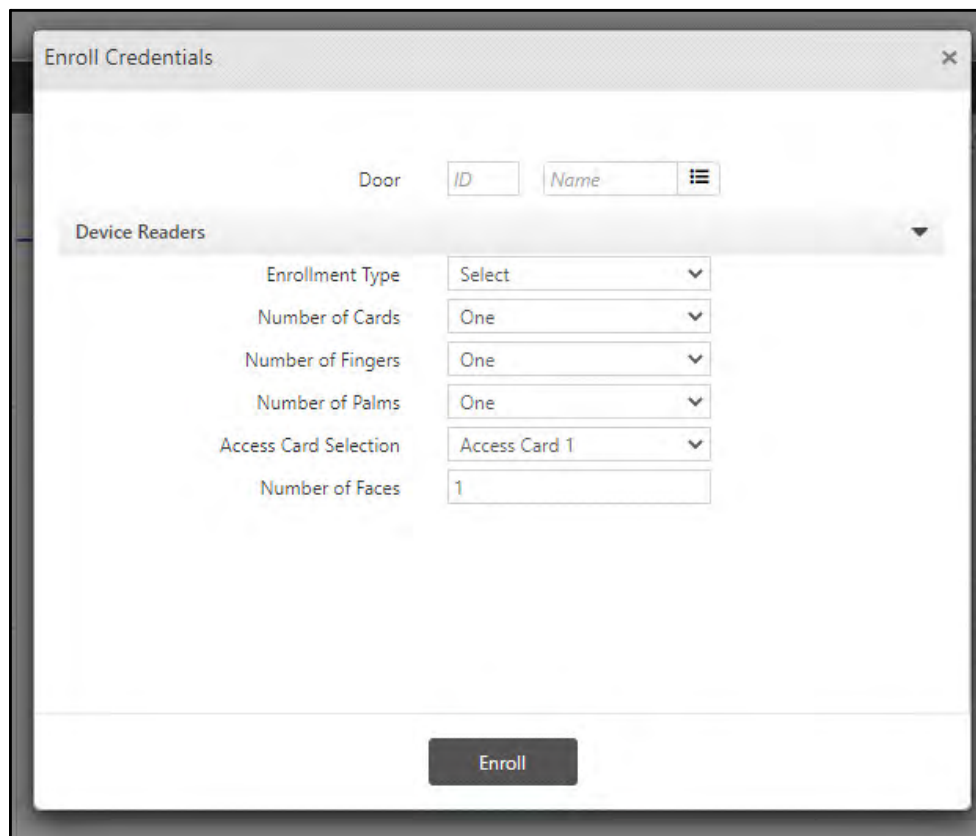 Enroll Credentials ×
Door ID Name
Device Readers
Enrollment Type Select
Number of Cards One
Number of Fingers One
Number of Palms One
Access Card Selection Access Card 1
Number of Faces 1
Enroll